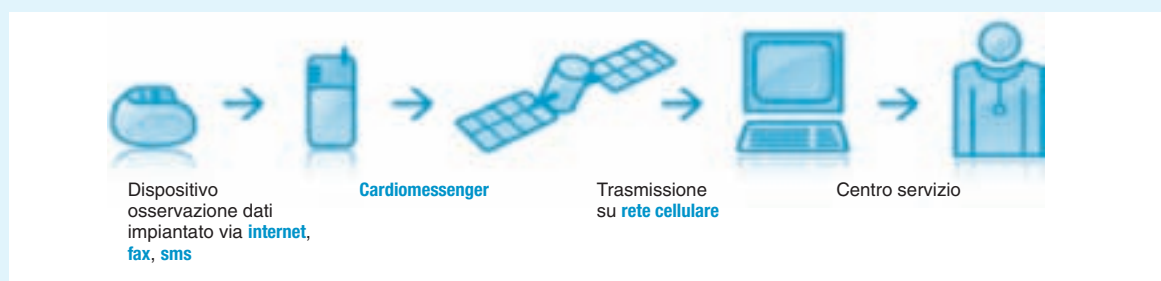 Dispositivo
osservazione dati
impiantato via internet,
fax, sms
Cardiomessenger
Trasmissione
su rete cellulare
Centro servizio